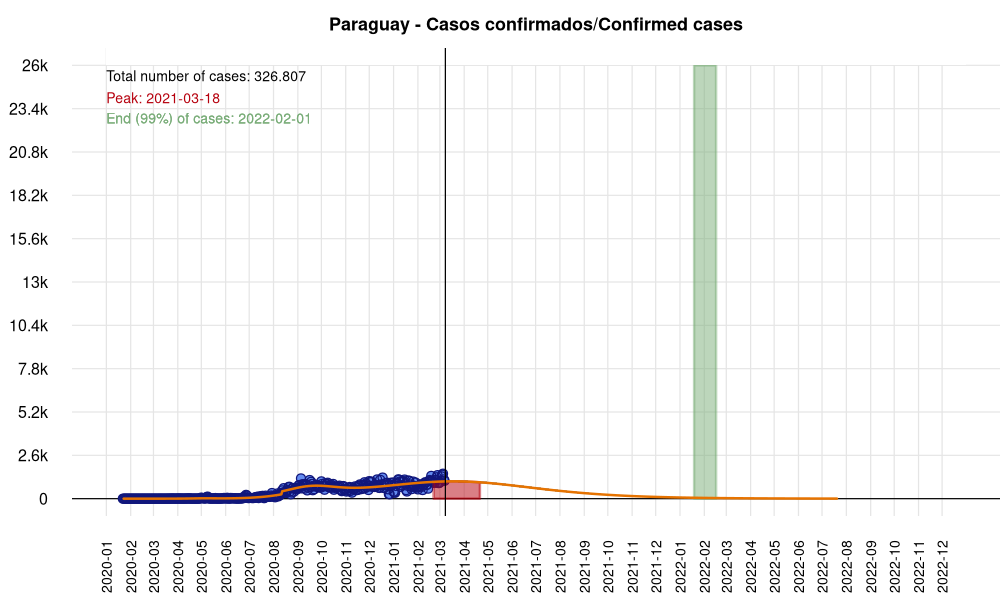 Paraguay - Casos confirmados/Confirmed cases
Total number of cases: 326.807
Peak: 2021-03-18
End (99%) of cases: 2022-02-01
26k
23.4k
20.8k
18.2k
15.6k
13k
10.4k
7.8k
5.2k
2.6k
0
2020-01
2020-02
2020-03
2020-04
2020-05
2020-06
2020-07
2020-08
2020-09
2020-10
2020-11
2020-12
2021-01
2021-02
2021-03
2021-04
2021-05
2021-06
2021-07
2021-08
2021-09
2021-10
2021-11
2021-12
2022-01
2022-02
2022-03
2022-04
2022-05
2022-06
2022-07
2022-08
2022-09
2022-10
2022-11
2022-12